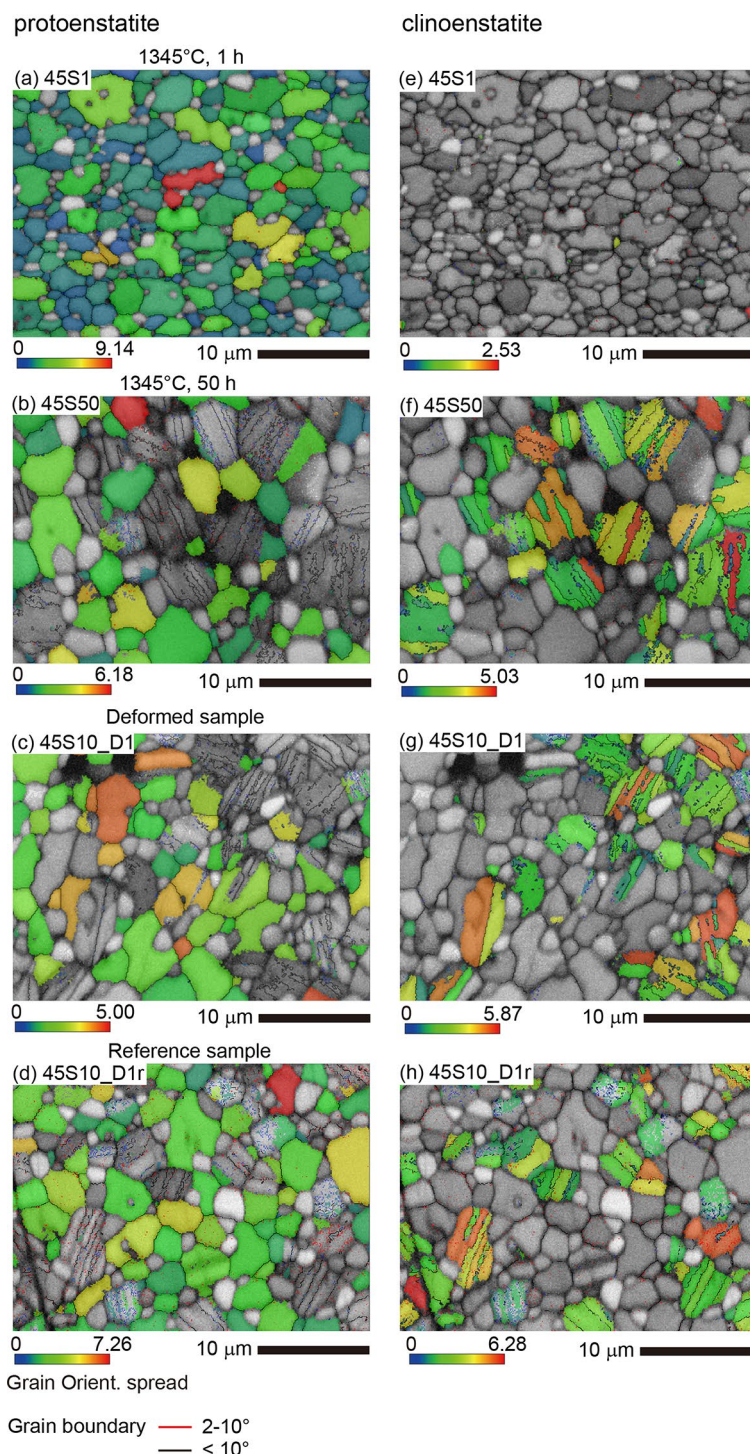 protoenstatite
clinoenstatite
1345°C, 1 h
(a) 45S1
(e) 45S1
0 9.14 10 μm
0 2.53 10 μm
1345°C, 50 h
(b) 45S50
(f) 45S50
0 6.18 10 μm
0 5.03 10 μm
Deformed sample
(c) 45S10_D1
(g) 45S10_D1
0 5.00 10 μm
0 5.87 10 μm
Reference sample
(d) 45S10_D1r
(h) 45S10_D1r
0 7.26 10 μm
0 6.28 10 μm
Grain Orient. spread
Grain boundary 2-10°
< 10°